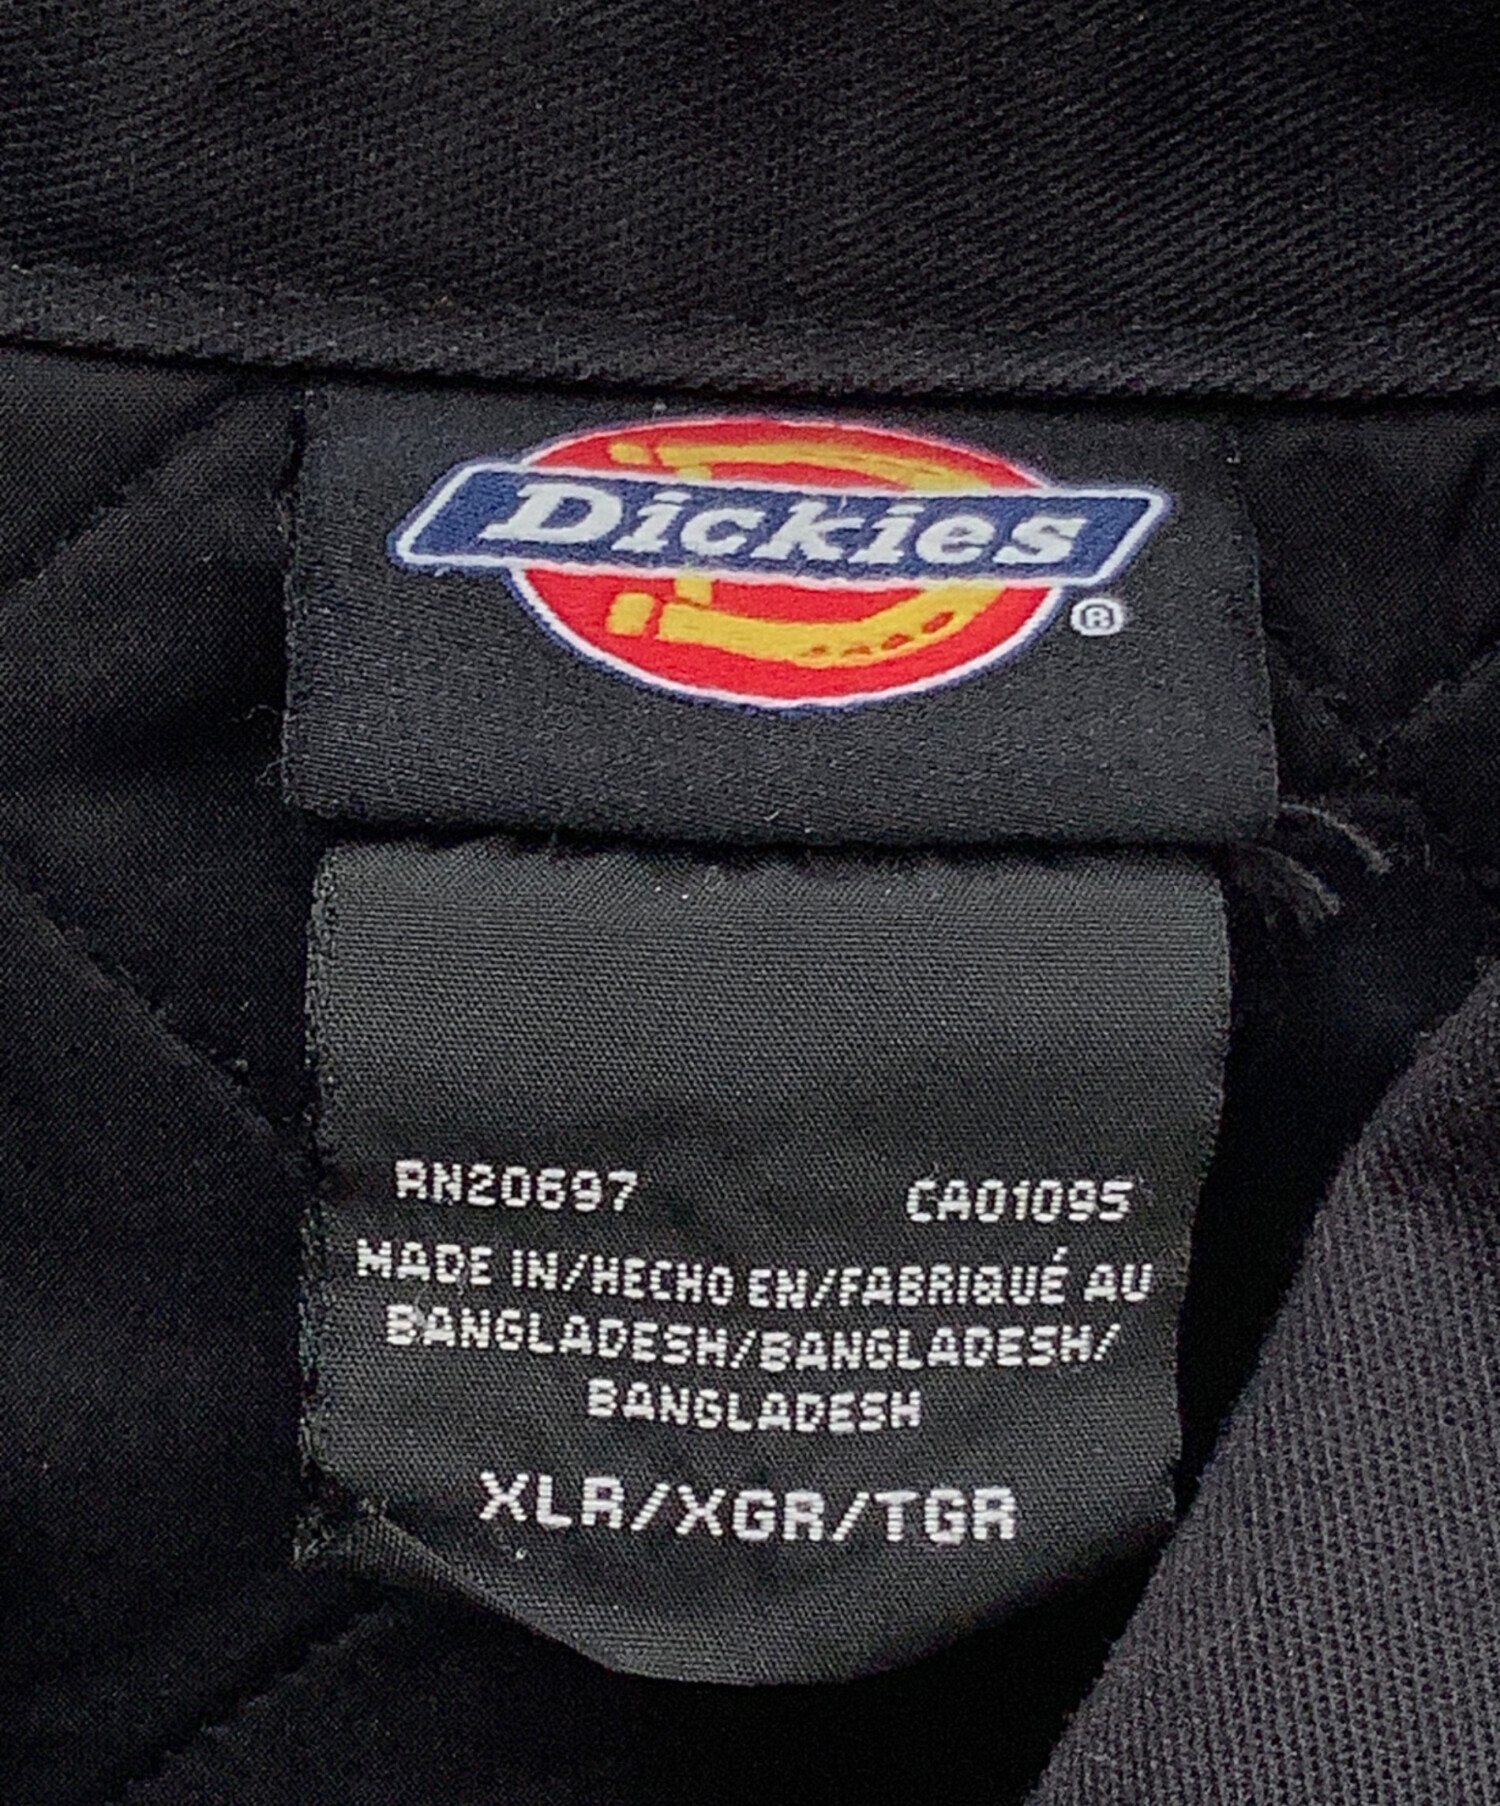 Dickies ®
RN20697 CA01095
MADE IN/HECHO EN/FABRIQUÉ AU
BANGLADESH/BANGLADESH/
BANGLADESH
XLR/XGR/TGR